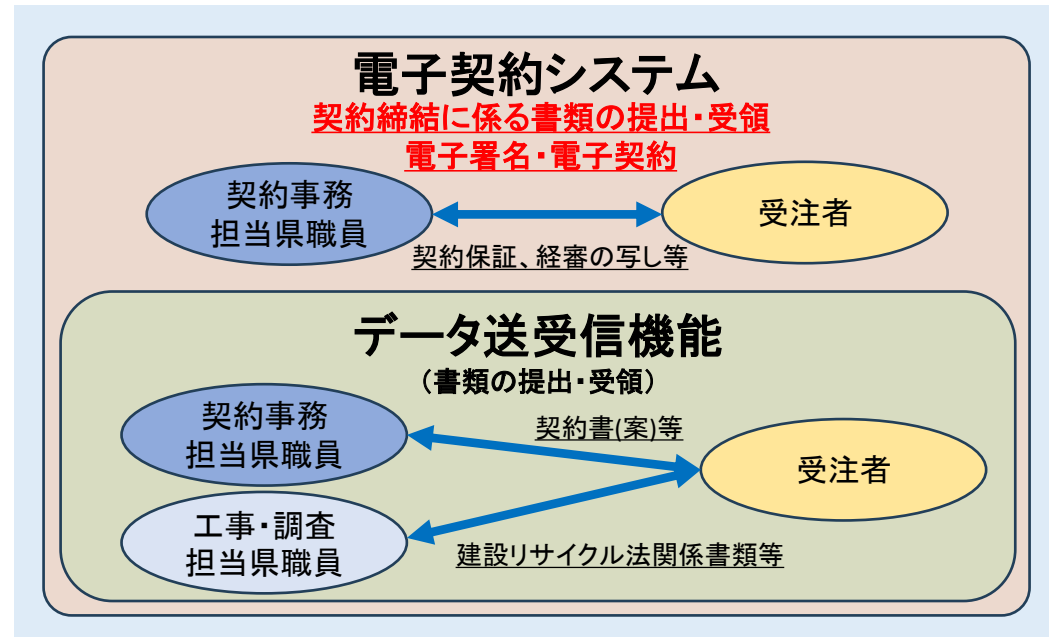 電子契約システム
契約締結に係る書類の提出・受領
電子署名・電子契約
契約事務
担当県職員
受注者
契約保証、経審の写し等
データ送受信機能
（書類の提出・受領）
契約事務
担当県職員
契約書(案)等
受注者
工事・調査
担当県職員
建設リサイクル法関係書類等